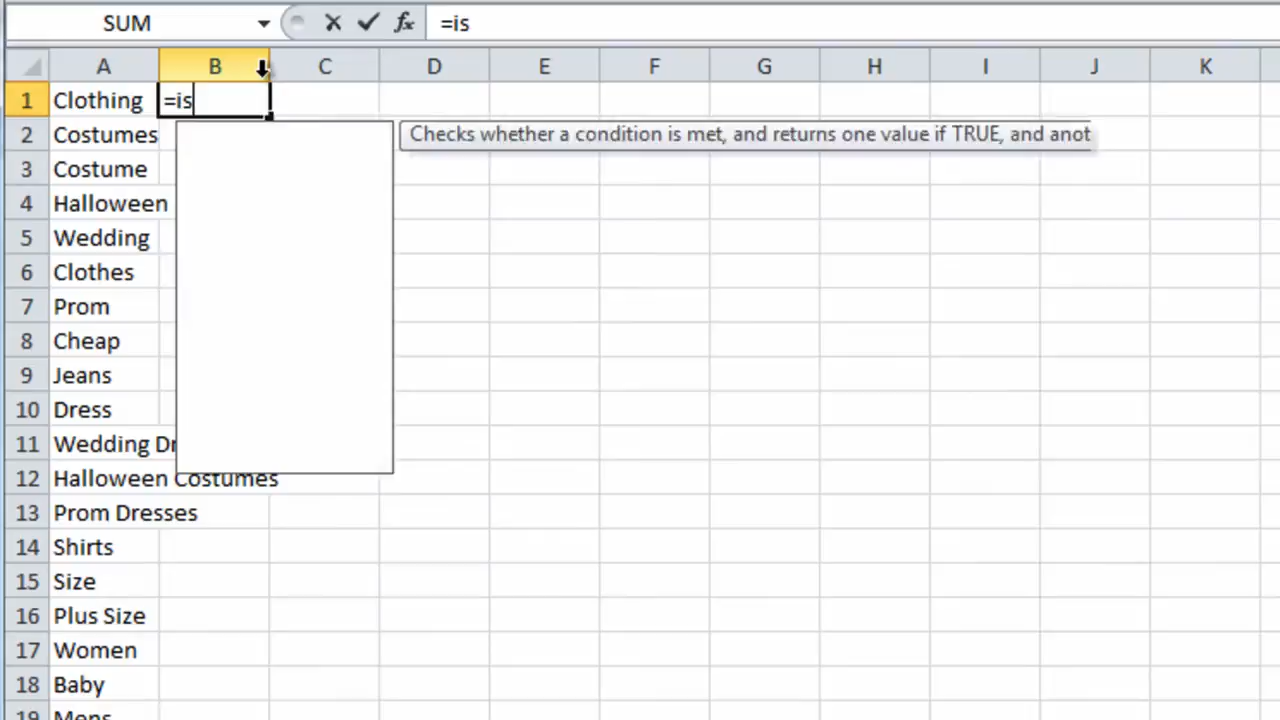 SUM =is
A B C D E F G H I J K
1 Clothing =is
2 Costumes Checks whether a condition is met, and returns one value if TRUE, and anot
3 Costume
4 Halloween
5 Wedding
6 Clothes
7 Prom
8 Cheap
9 Jeans
10 Dress
11 Wedding Dr
12 Halloween Costumes
13 Prom Dresses
14 Shirts
15 Size
16 Plus Size
17 Women
18 Baby
19 Mens